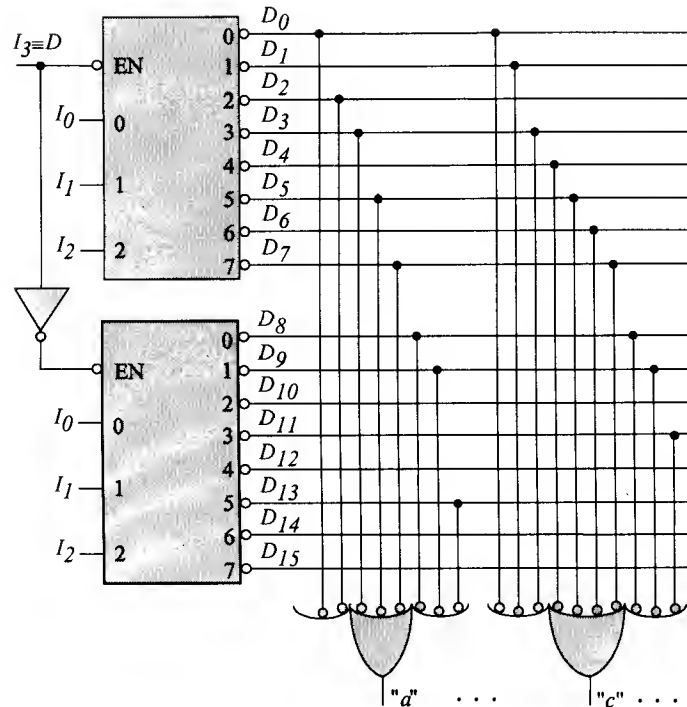 I3≡D
EN
I0
0
I1
1
I2
2
0
1
2
3
4
5
6
7
D0
D1
D2
D3
D4
D5
D6
D7
EN
I0
0
I1
1
I2
2
0
1
2
3
4
5
6
7
D8
D9
D10
D11
D12
D13
D14
D15
"a" . . . "c" . . .